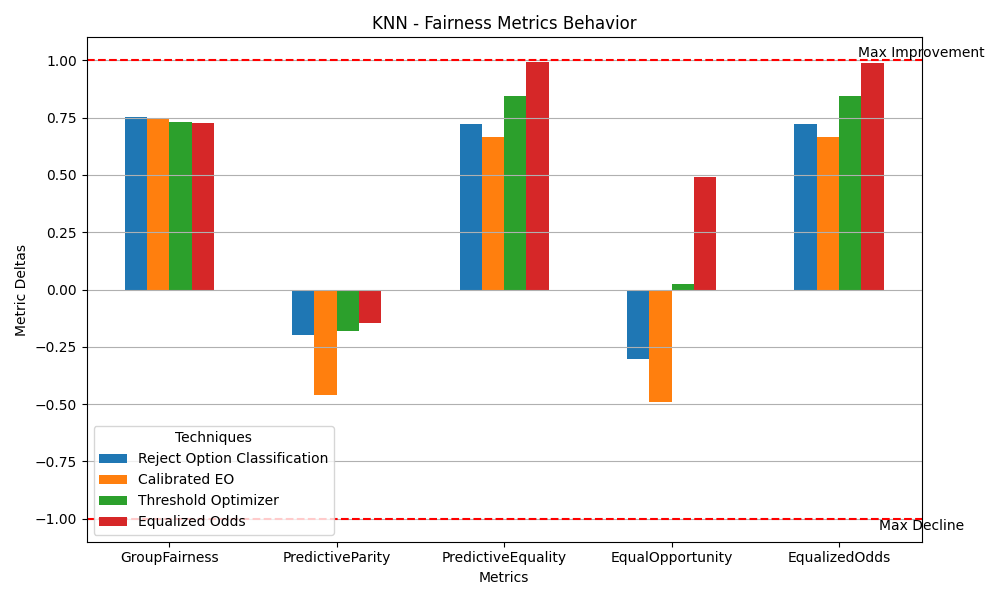 KNN - Fairness Metrics Behavior
Max Improvement
1.00
0.75
0.50
0.25
0.00
−0.25
−0.50
−0.75
−1.00
Metric Deltas
Techniques
Reject Option Classification
Calibrated EO
Threshold Optimizer
Equalized Odds
Max Decline
GroupFairness PredictiveParity PredictiveEquality EqualOpportunity EqualizedOdds
Metrics